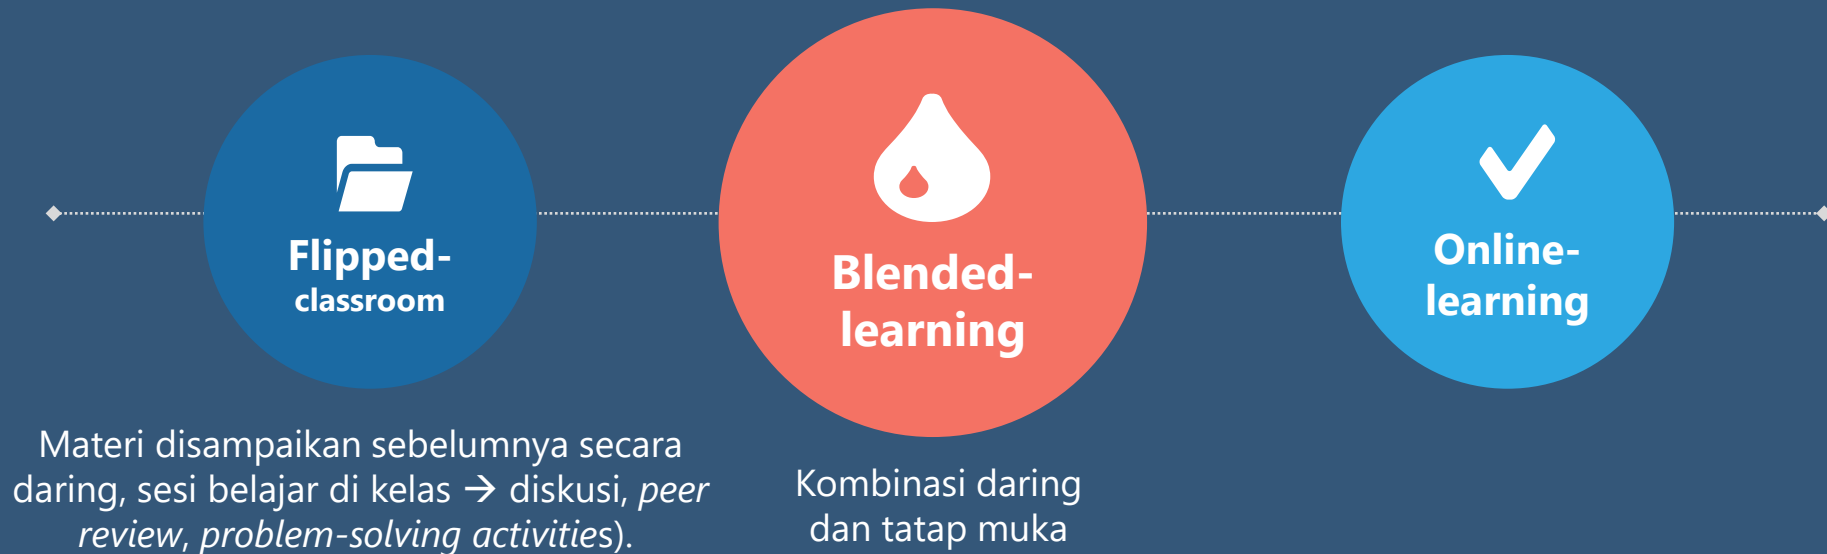 Flipped-
classroom
Materi disampaikan sebelumnya secara
daring, sesi belajar di kelas → diskusi, peer
review, problem-solving activities).
Blended-
learning
Kombinasi daring
dan tatap muka
Online-
learning